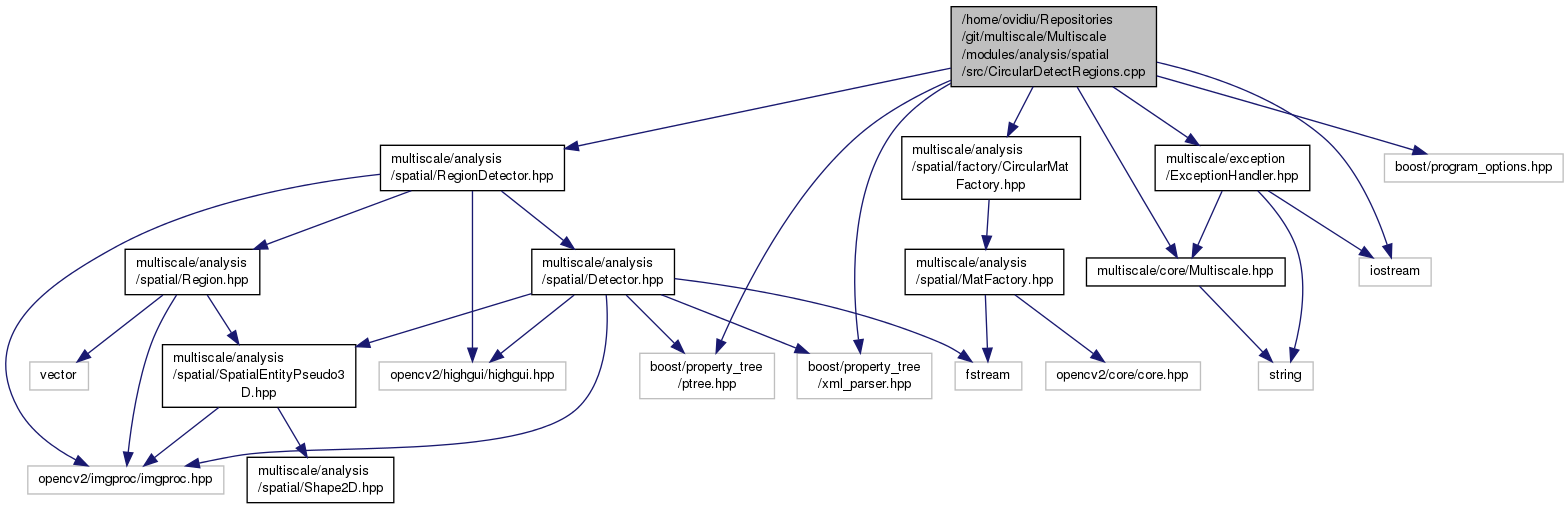 /home/ovidiu/Repositories
/git/multiscale/Multiscale
/modules/analysis/spatial
/src/CircularDetectRegions.cpp
multiscale/analysis
/spatial/RegionDetector.hpp
multiscale/analysis
/spatial/factory/CircularMat
Factory.hpp
multiscale/exception
/ExceptionHandler.hpp
boost/program_options.hpp
multiscale/analysis
/spatial/Region.hpp
multiscale/analysis
/spatial/Detector.hpp
multiscale/analysis
/spatial/MatFactory.hpp
multiscale/core/Multiscale.hpp
iostream
vector
multiscale/analysis
/spatial/SpatialEntityPseudo3
D.hpp
opencv2/highgui/highgui.hpp
boost/property_tree
/ptree.hpp
boost/property_tree
/xml_parser.hpp
fstream
opencv2/core/core.hpp
string
opencv2/imgproc/imgproc.hpp
multiscale/analysis
/spatial/Shape2D.hpp